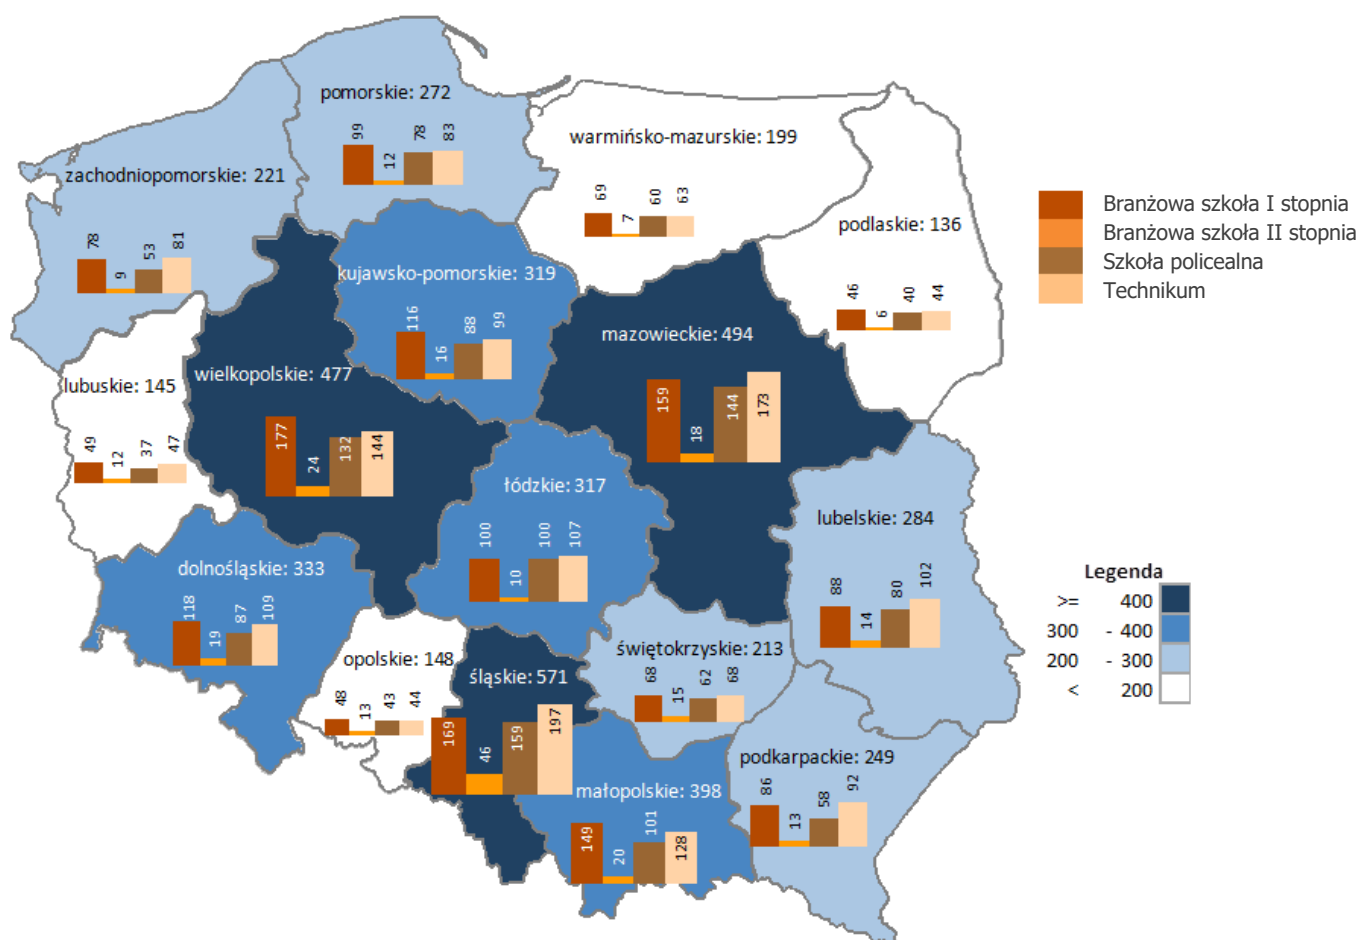 pomorskie: 272
99
12
78
83
warmińsko-mazurskie: 199
69
7
60
63
zachodniopomorskie: 221
78
9
53
81
podlaskie: 136
46
6
40
44
Branżowa szkoła I stopnia
Branżowa szkoła II stopnia
Szkoła policealna
Technikum
kujawsko-pomorskie: 319
116
16
88
99
mazowieckie: 494
159
18
144
173
wielkopolskie: 477
177
24
132
144
lubuskie: 145
49
12
37
47
łódzkie: 317
100
10
100
107
lubelskie: 284
88
14
80
102
dolnośląskie: 333
118
19
87
109
Legenda
>= 400
300 - 400
200 - 300
< 200
opolskie: 148
48
13
43
44
śląskie: 571
169
46
159
197
świętokrzyskie: 213
68
15
62
68
podkarpackie: 249
86
13
58
92
małopolskie: 398
149
20
101
128